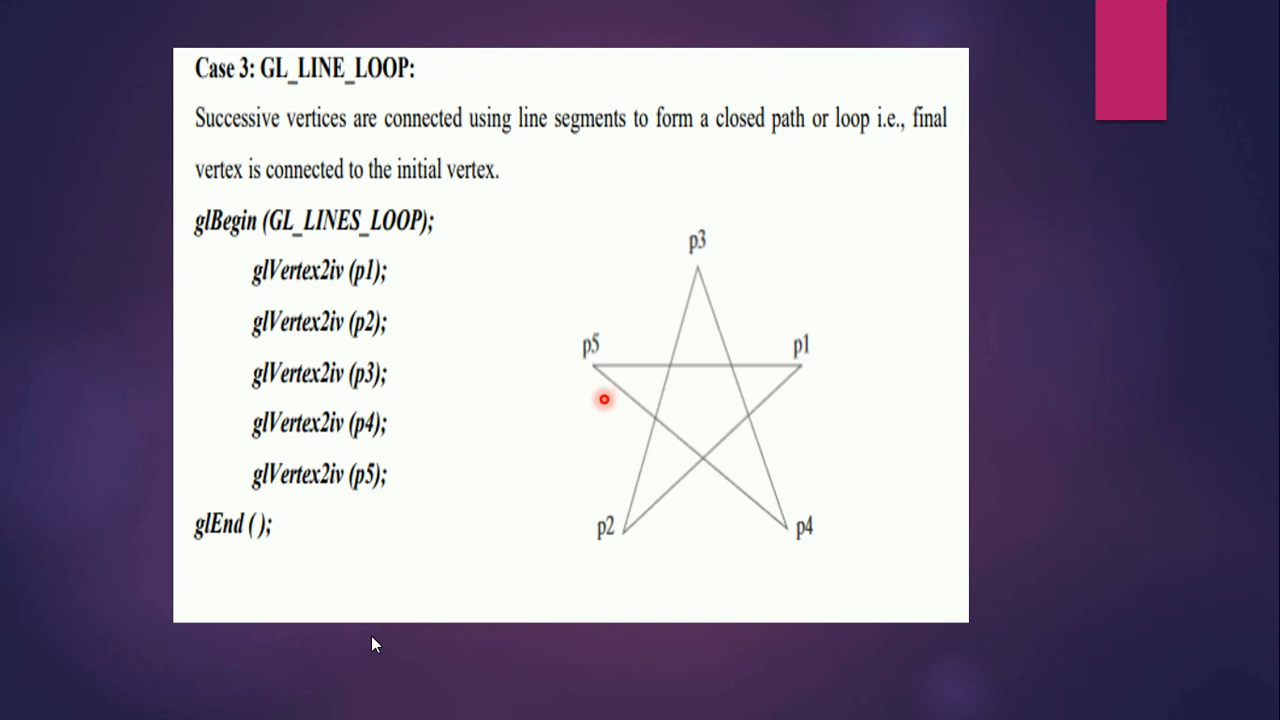 Case 3: GL_LINE_LOOP:
Successive vertices are connected using line segments to form a closed path or loop i.e., final
vertex is connected to the initial vertex.
glBegin (GL_LINES_LOOP);
glVertex2iv (p1);
glVertex2iv (p2);
glVertex2iv (p3);
glVertex2iv (p4);
glVertex2iv (p5);
glEnd ( );
p3
p5
p1
p2
p4